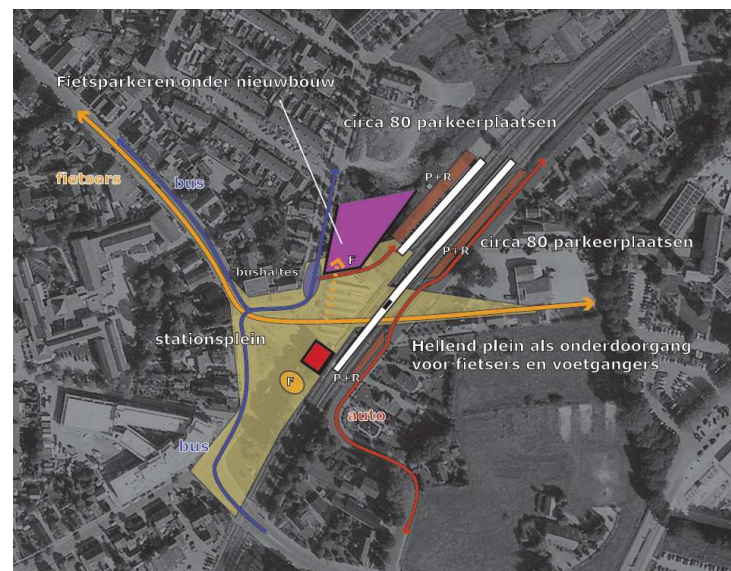 Fietsparkeren onder nieuwbouw
circa 80 parkeerplaatsen
P+R
fietsers
bus
F
P+R
circa 80 parkeerplaatsen
bushaltes
stationsplein
Hellend plein als onderdoorgang
voor fietsers en voetgangers
F
P+R
auto
bus